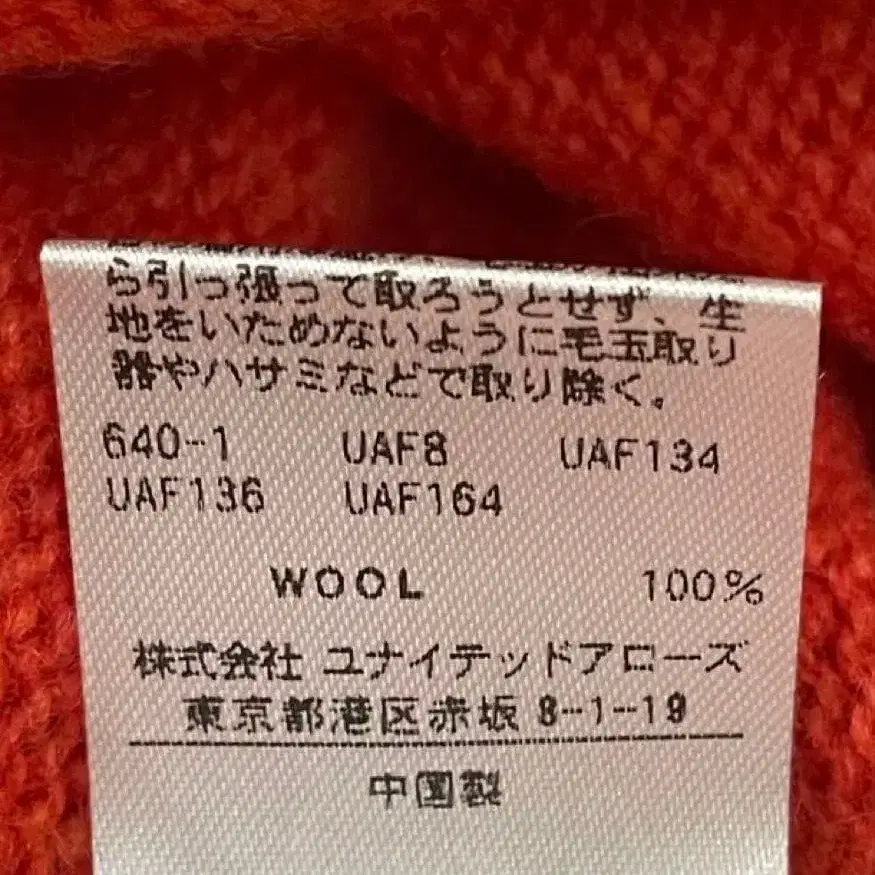 ら引っ張って取ろうとせず、生
地をいためないように毛玉取り
器やハサミなどで取り除く。
640-1 UAF8 UAF134
UAF136 UAF164
WOOL 100%
株式会社 ユナイテッドアローズ
東京都港区赤坂 8-1-19
中国製